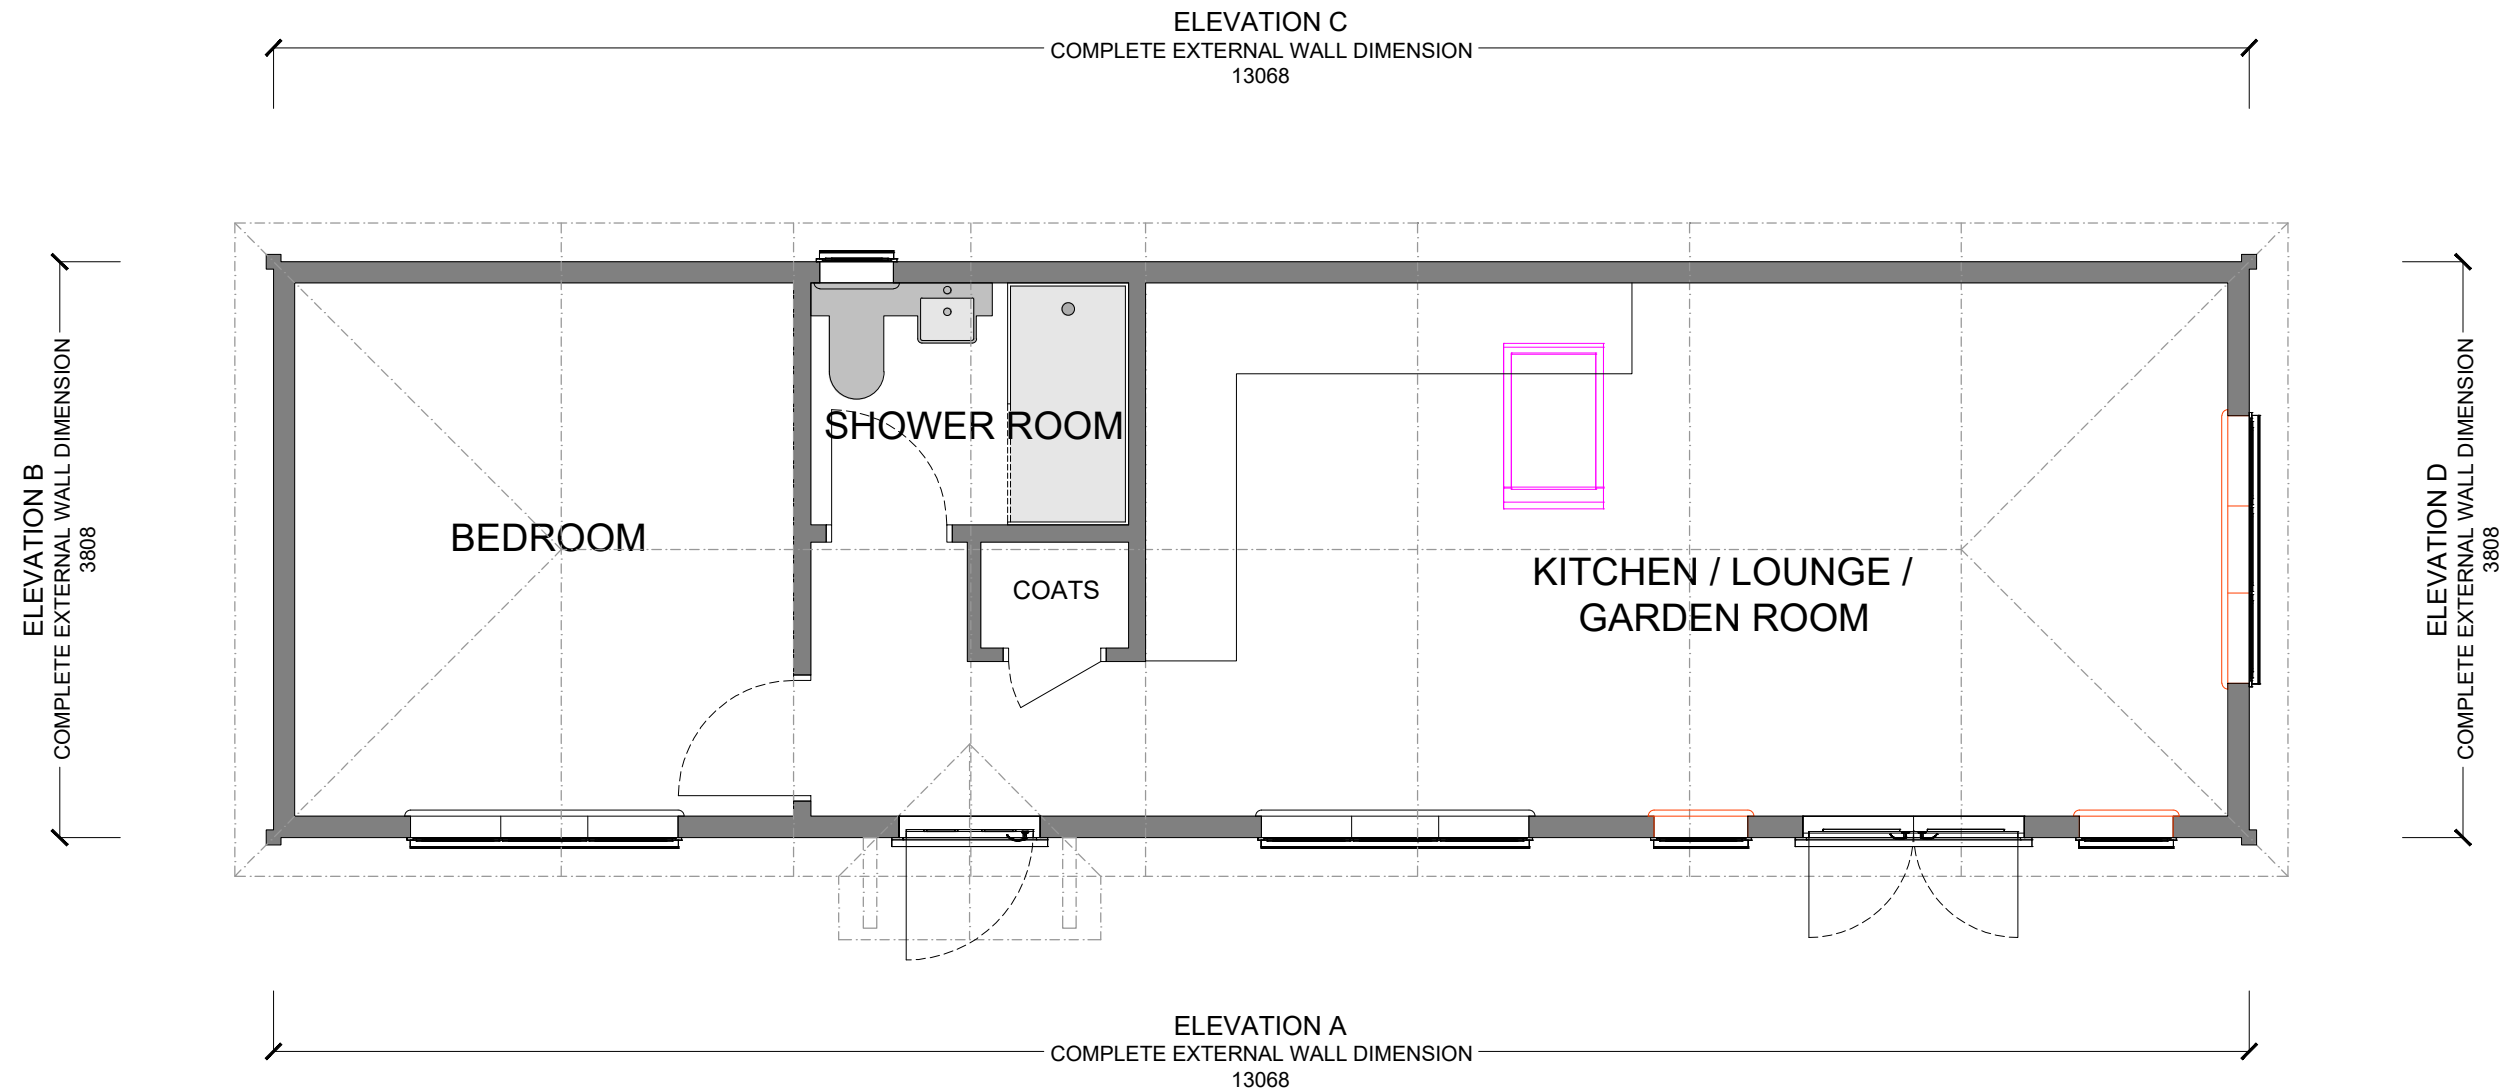 ELEVATION C
COMPLETE EXTERNAL WALL DIMENSION
13068
ELEVATION B
COMPLETE EXTERNAL WALL DIMENSION
3808
SHOWER ROOM
BEDROOM
COATS
KITCHEN / LOUNGE /
GARDEN ROOM
ELEVATION D
COMPLETE EXTERNAL WALL DIMENSION
3808
ELEVATION A
COMPLETE EXTERNAL WALL DIMENSION
13068